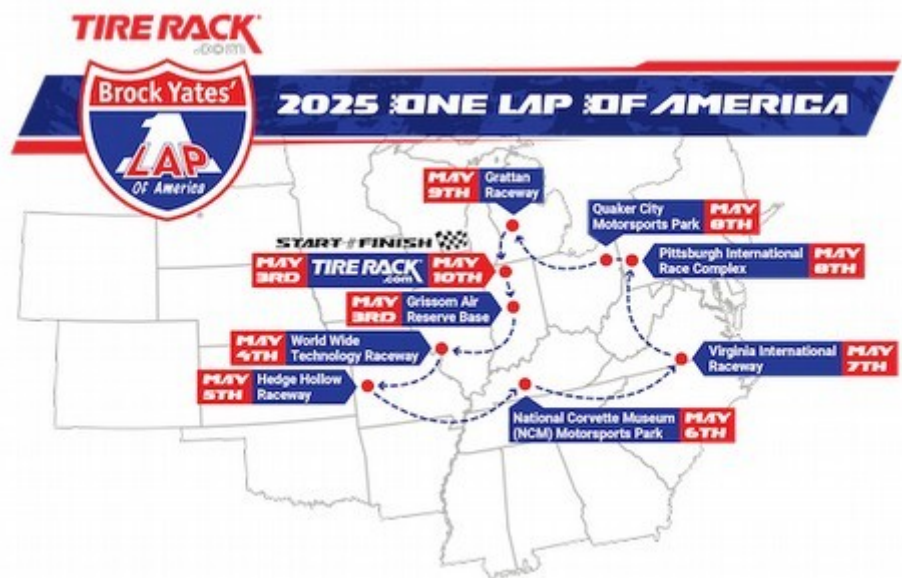 TIRE RACK
.com
Brock Yates'
1
LAP
Of America
2025 ONE LAP OF AMERICA
MAY 9TH
Grattan
Raceway
Quaker City
Motorsports Park
MAY 8TH
START//FINISH
MAY 3RD
TIRE RACK
.com
MAY 10TH
Pittsburgh International
Race Complex
MAY 8TH
MAY 3RD
Grissom Air
Reserve Base
MAY 4TH
World Wide
Technology Raceway
Virginia International
Raceway
MAY 7TH
MAY 5TH
Hedge Hollow
Raceway
National Corvette Museum
(NCM) Motorsports Park
MAY 6TH